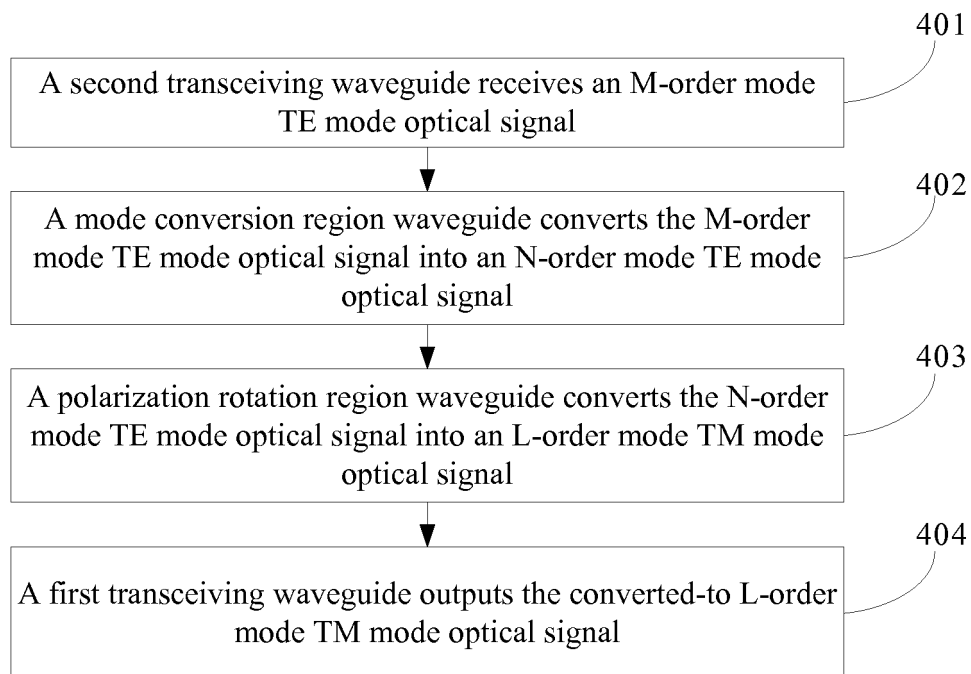 401
A second transceiving waveguide receives an M-order mode
TE mode optical signal
402
A mode conversion region waveguide converts the M-order
mode TE mode optical signal into an N-order mode TE mode
optical signal
403
A polarization rotation region waveguide converts the N-order
mode TE mode optical signal into an L-order mode TM mode
optical signal
404
A first transceiving waveguide outputs the converted-to L-order
mode TM mode optical signal